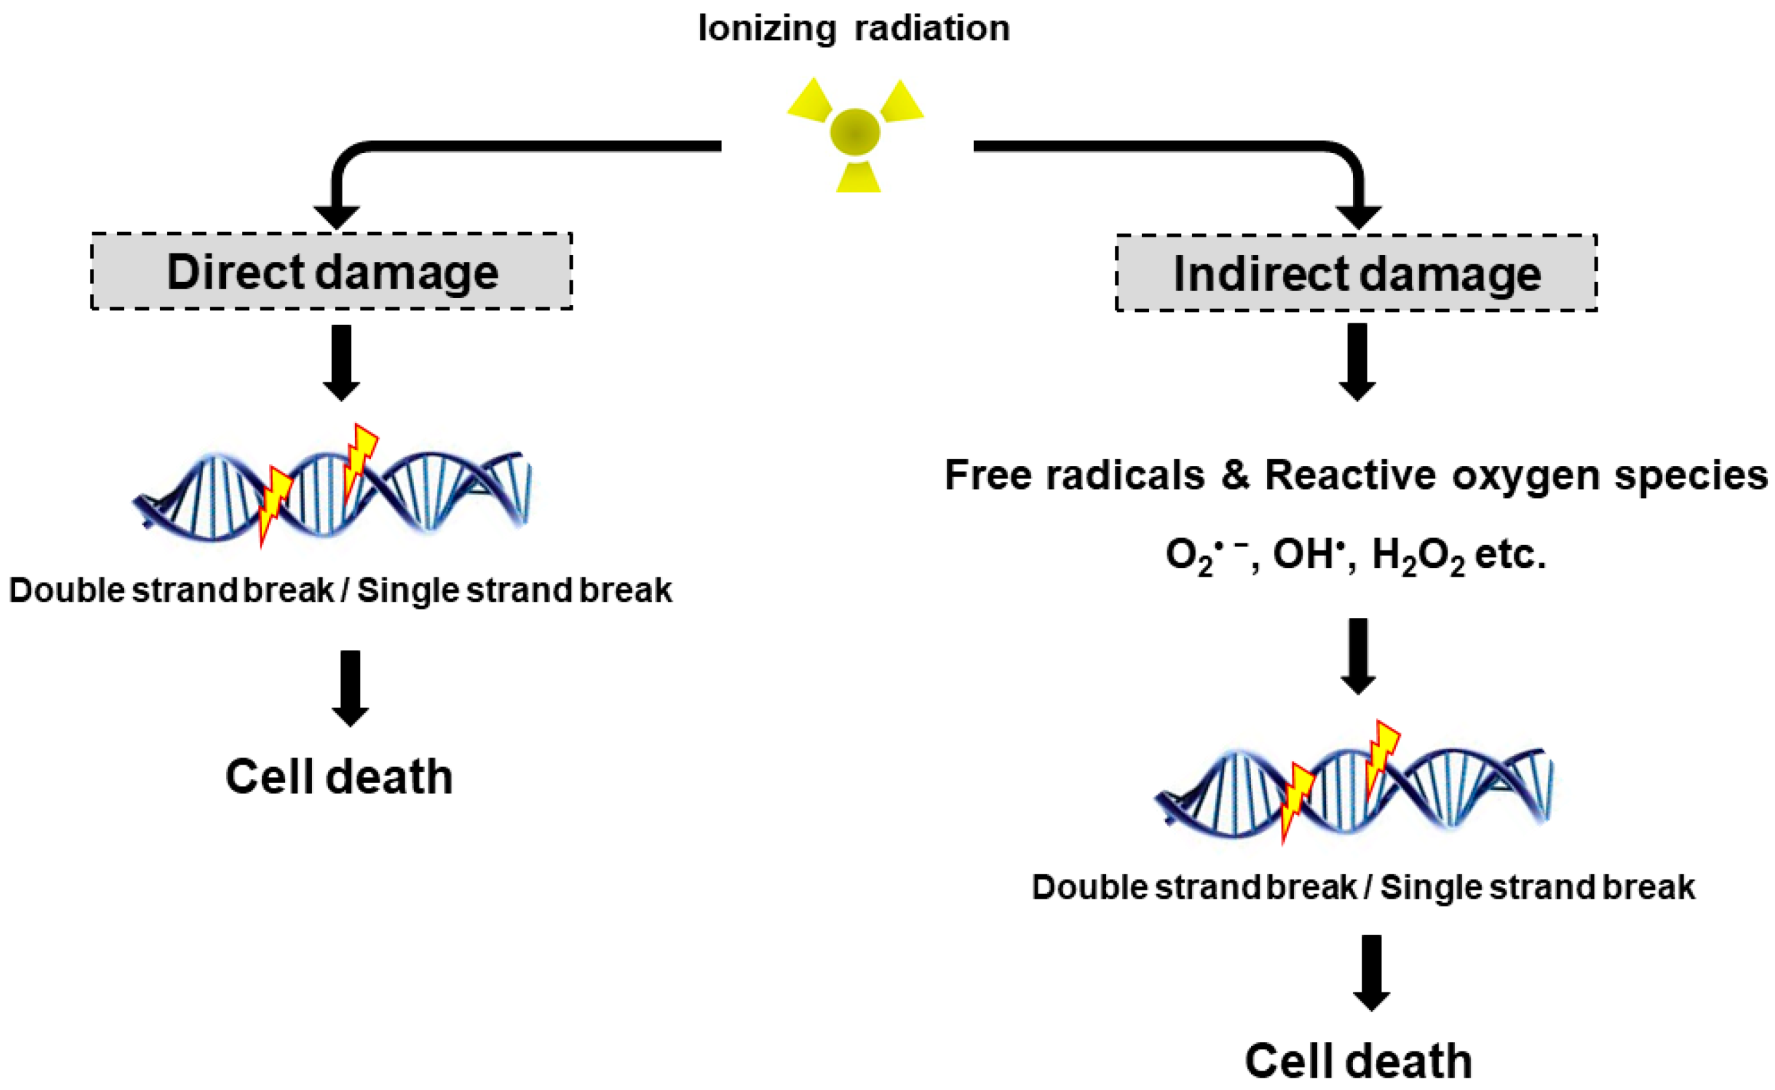 Ionizing radiation
Direct damage
Double strand break / Single strand break
Cell death
Indirect damage
Free radicals & Reactive oxygen species
O₂•⁻, OH•, H₂O₂ etc.
Double strand break / Single strand break
Cell death